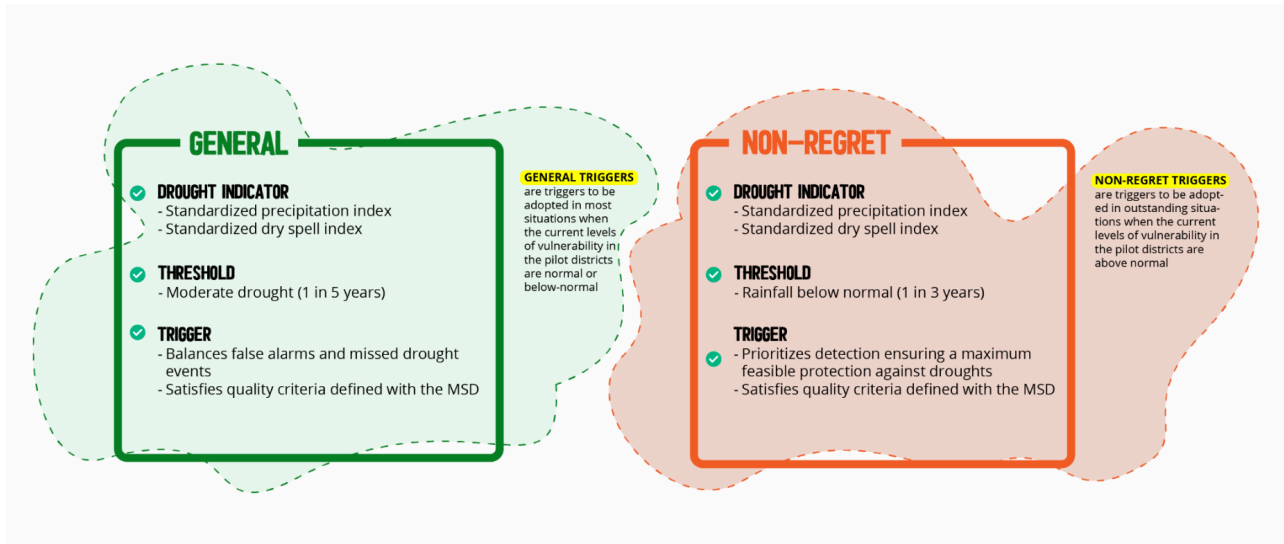 GENERAL
DROUGHT INDICATOR
- Standardized precipitation index
- Standardized dry spell index
THRESHOLD
- Moderate drought (1 in 5 years)
TRIGGER
- Balances false alarms and missed drought
events
- Satisfies quality criteria defined with the MSD
GENERAL TRIGGERS
are triggers to be
adopted in most
situations when
the current levels
of vulnerability in
the pilot districts
are normal or
below-normal
NON-REGRET
DROUGHT INDICATOR
- Standardized precipitation index
- Standardized dry spell index
THRESHOLD
- Rainfall below normal (1 in 3 years)
TRIGGER
- Prioritizes detection ensuring a maximum
feasible protection against droughts
- Satisfies quality criteria defined with the MSD
NON-REGRET TRIGGERS
are triggers to be adopt-
ed in outstanding situa-
tions when the current
levels of vulnerability in
the pilot districts are
above normal